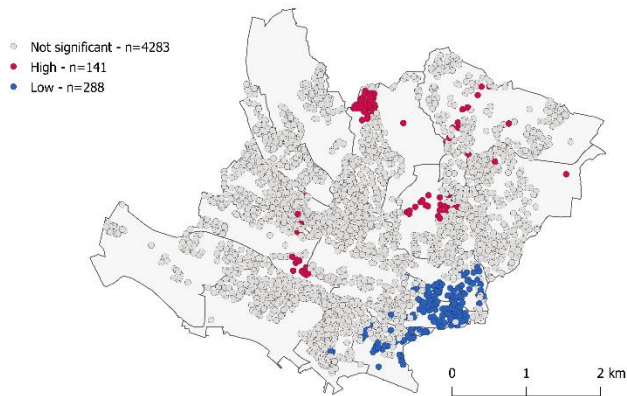 Not significant - n=4283
High - n=141
Low - n=288
0 1 2 km